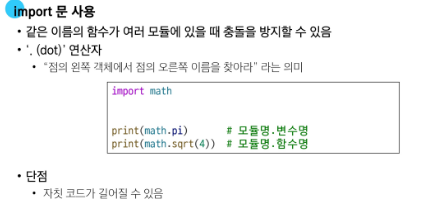 import 문 사용
• 같은 이름의 함수가 여러 모듈에 있을 때 충돌을 방지할 수 있음
• '. (dot)' 연산자
• "점의 왼쪽 객체에서 점의 오른쪽 이름을 찾아라" 라는 의미
import math
print(math.pi) # 모듈명.변수명
print(math.sqrt(4)) # 모듈명.함수명
• 단점
• 자칫 코드가 길어질 수 있음